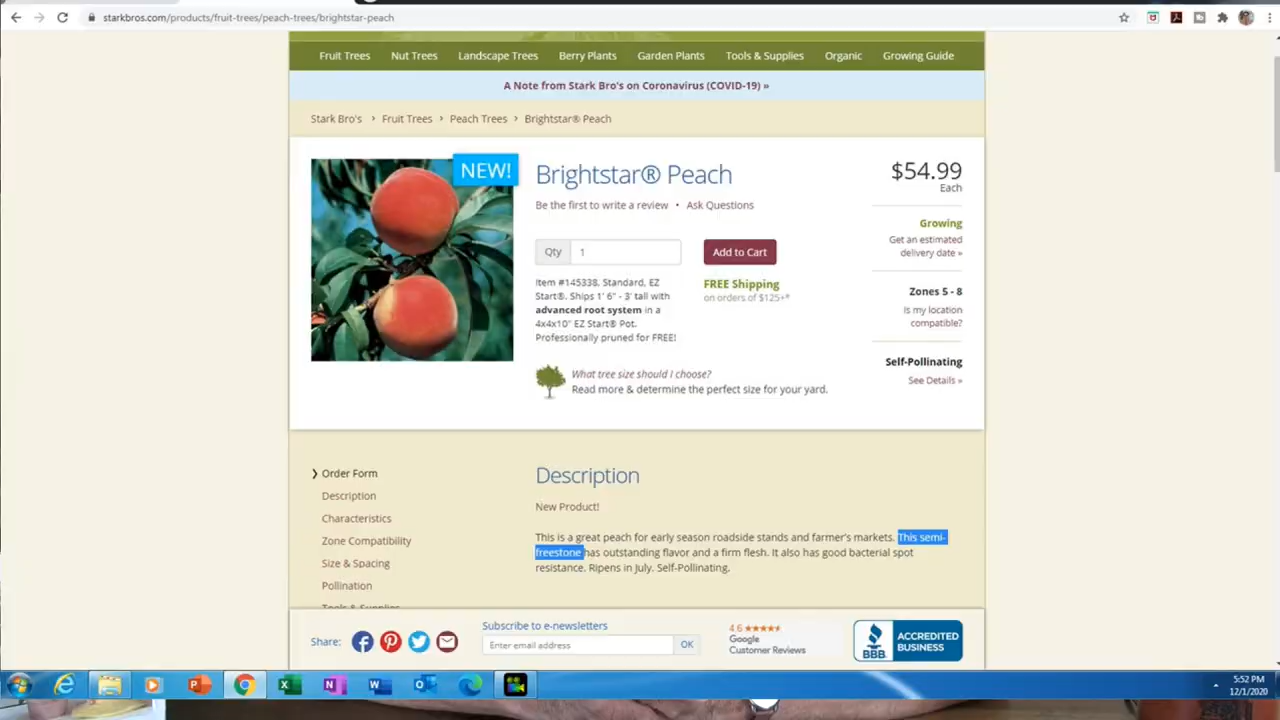 starkbros.com/products/fruit-trees/peach-trees/brightstar-peach
Fruit Trees Nut Trees Landscape Trees Berry Plants Garden Plants Tools & Supplies Organic Growing Guide
A Note from Stark Bro's on Coronavirus (COVID-19) »
Stark Bro's › Fruit Trees › Peach Trees › Brightstar® Peach
NEW!
Brightstar® Peach
Be the first to write a review • Ask Questions
Qty 1
Add to Cart
Item #145338, Standard, EZ
Start®. Ships 1' 6" - 3' tall with
advanced root system in a
4x4x10" EZ Start® Pot.
Professionally pruned for FREE!
FREE Shipping
on orders of $125+*
What tree size should I choose?
Read more & determine the perfect size for your yard.
$54.99
Each
Growing
Get an estimated
delivery date »
Zones 5 - 8
Is my location
compatible?
Self-Pollinating
See Details »
❯ Order Form
Description
Characteristics
Zone Compatibility
Size & Spacing
Pollination
Tools & Supplies
Description
New Product!
This is a great peach for early season roadside stands and farmer's markets. This semi-
freestone has outstanding flavor and a firm flesh. It also has good bacterial spot
resistance. Ripens in July. Self-Pollinating.
Share:
Subscribe to e-newsletters
Enter email address OK
4.6
Google
Customer Reviews
BBB
ACCREDITED
BUSINESS
5:52 PM
12/1/2020